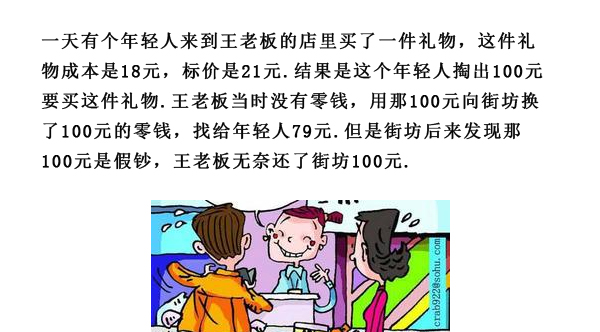 一天有个年轻人来到王老板的店里买了一件礼物，这件礼
物成本是18元，标价是21元.结果是这个年轻人掏出100元
要买这件礼物.王老板当时没有零钱，用那100元向街坊换
了100元的零钱，找给年轻人79元.但是街坊后来发现那
100元是假钞，王老板无奈还了街坊100元.
crab922@sohu.com